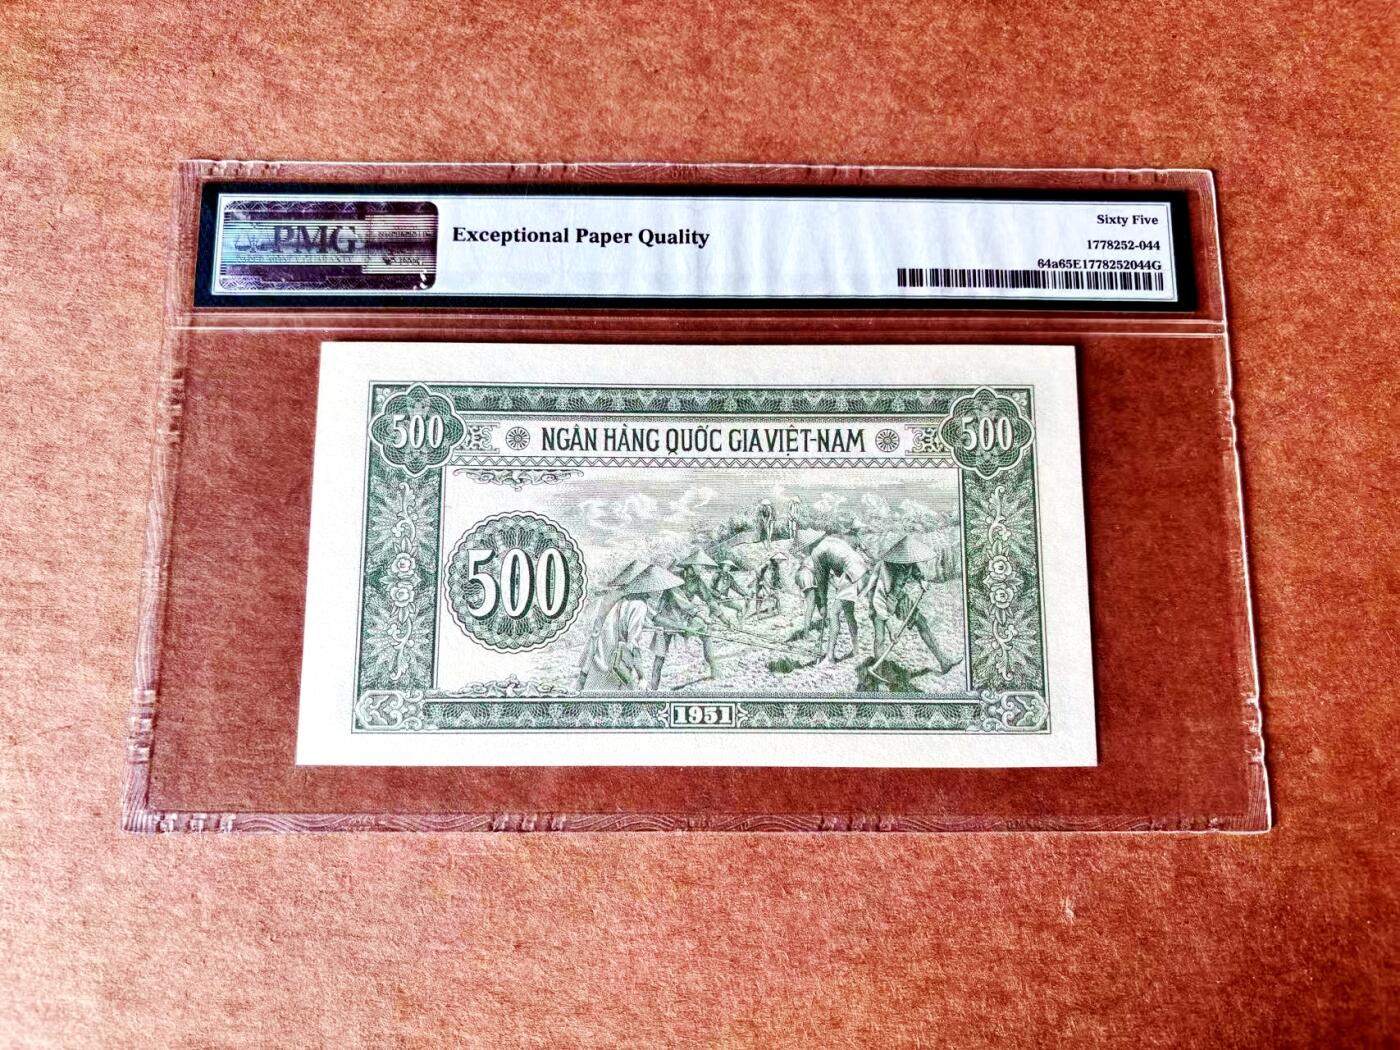 PMG
Exceptional Paper Quality
Sixty Five
1778252-044
64a65E1778252044G
500
NGÂN HÀNG QUỐC GIA VIỆT-NAM
500
500
1951